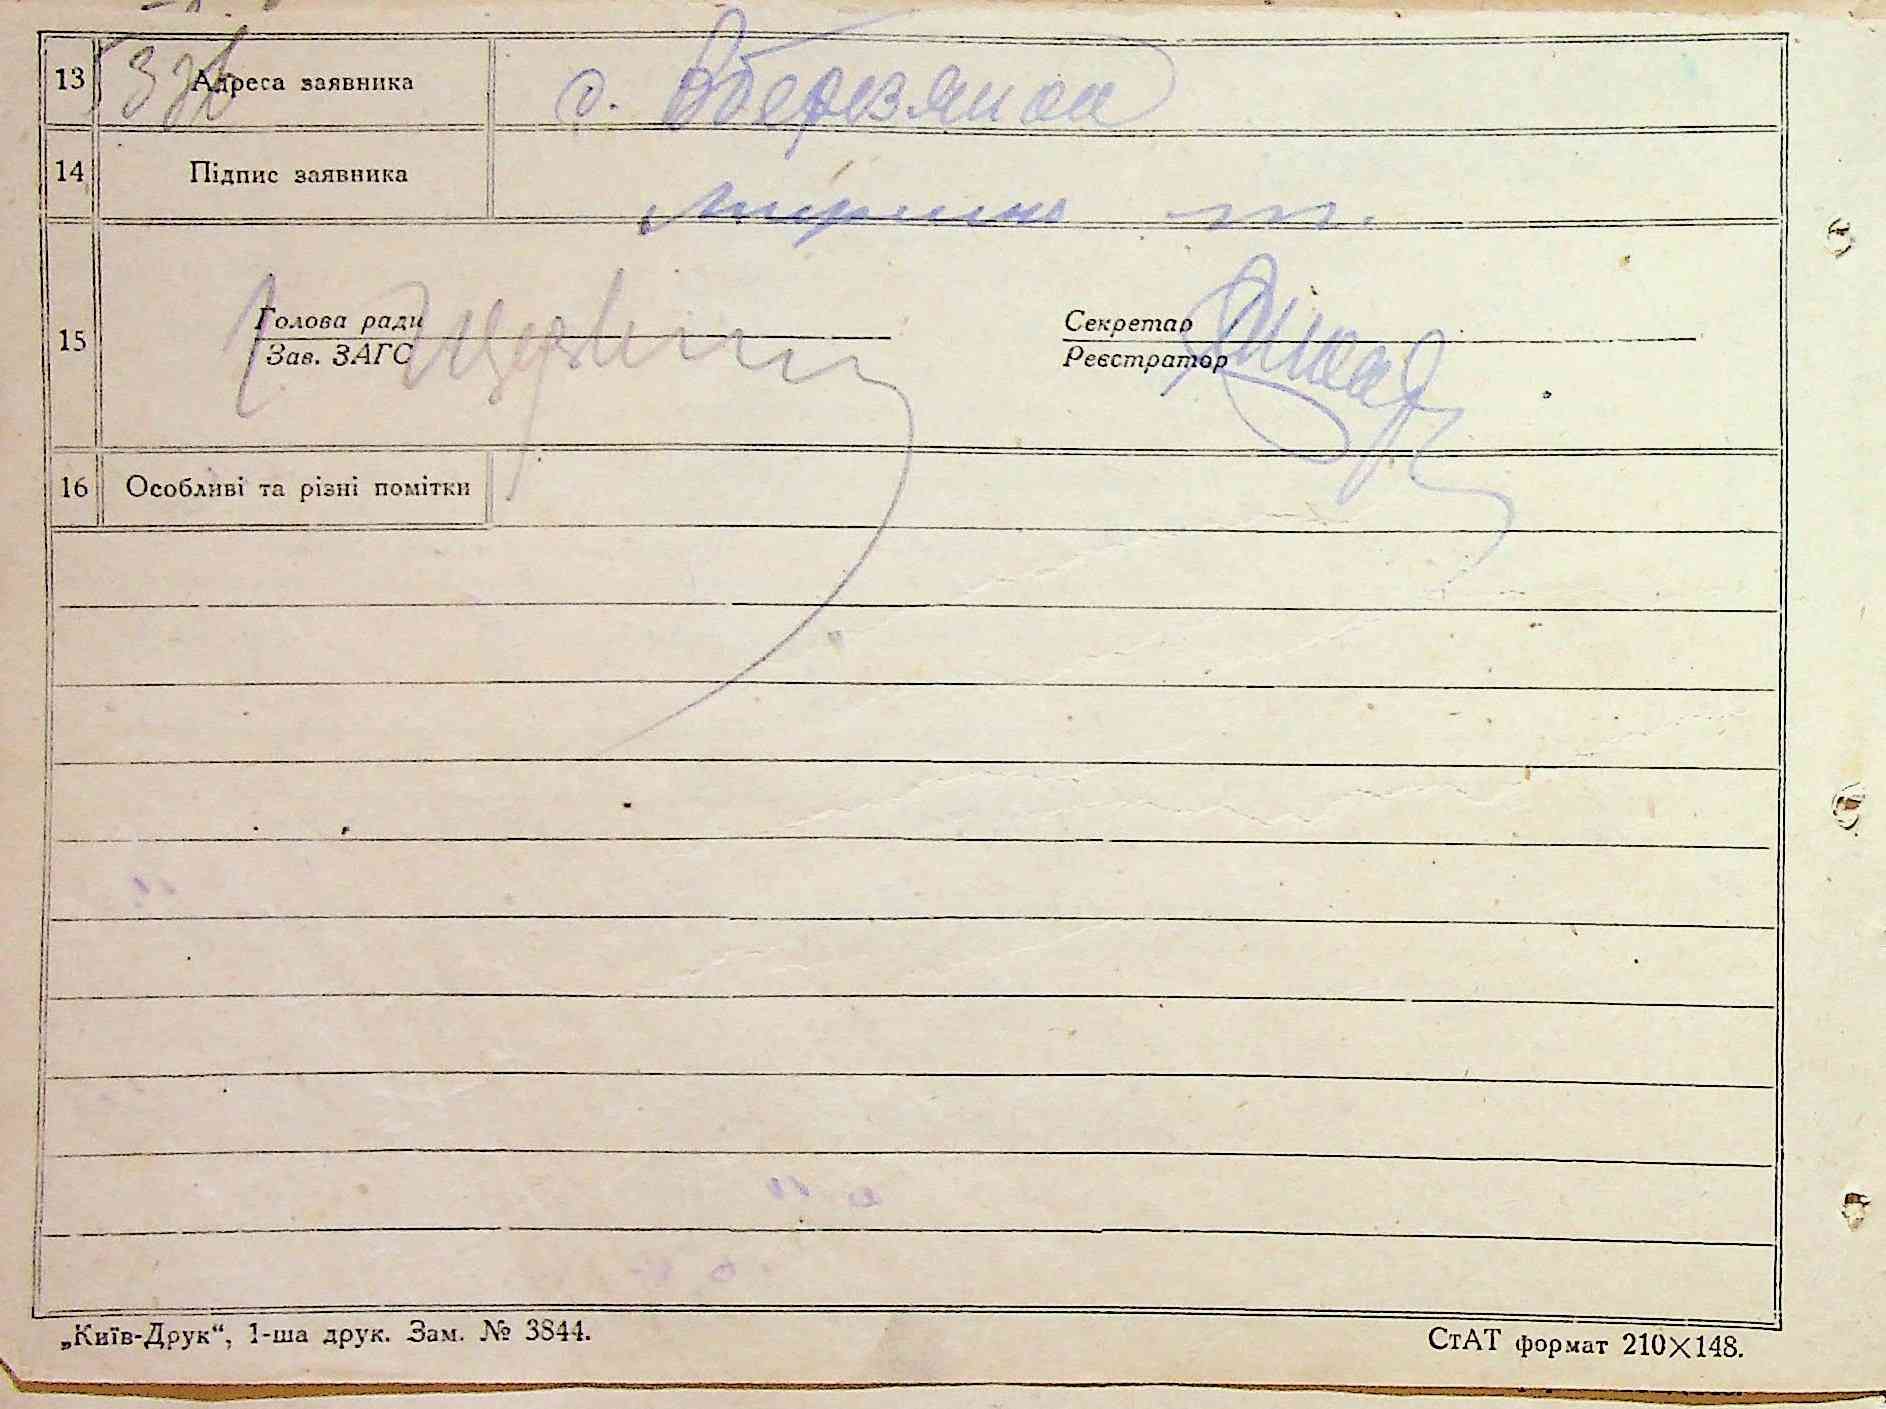 13 Адреса заявника с. Вберезянка
14 Підпис заявника
15 Голова ради Секретар
Зав. ЗАГС Реєстратор
16 Особливі та різні помітки
„Київ-Друк“, 1-ша друк. Зам. № 3844. СтАТ формат 210×148.